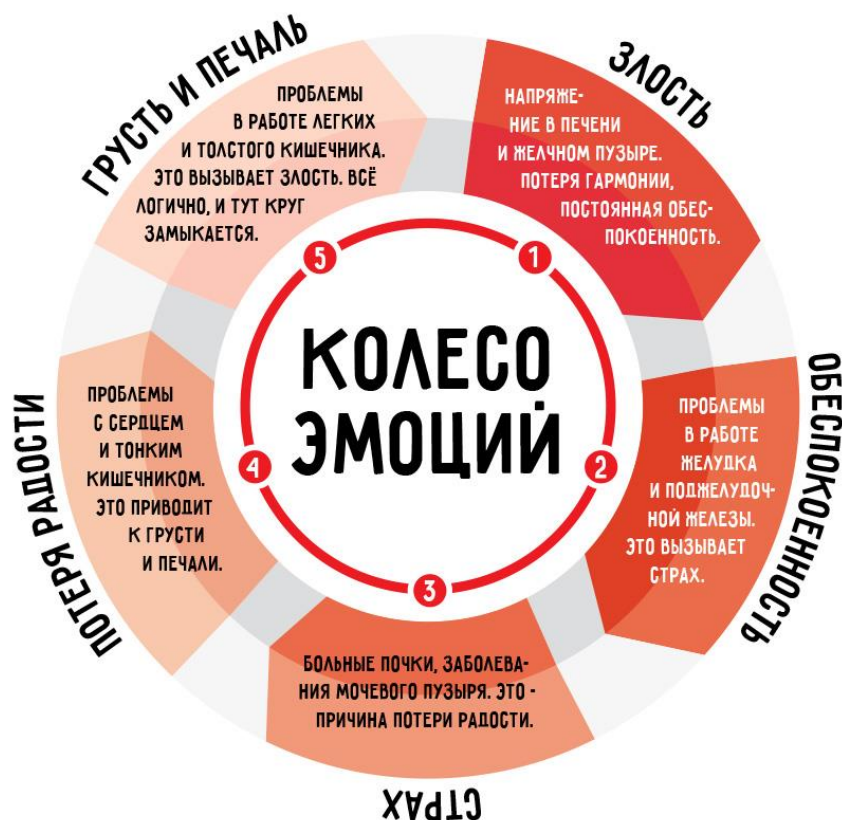 КОЛЕСО
ЭМОЦИЙ
1
ЗЛОСТЬ
НАПРЯЖЕ-
НИЕ В ПЕЧЕНИ
И ЖЕЛЧНОМ ПУЗЫРЕ.
ПОТЕРЯ ГАРМОНИИ,
ПОСТОЯННАЯ ОБЕС-
ПОКОЕННОСТЬ.
2
ОБЕСПОКОЕННОСТЬ
ПРОБЛЕМЫ
В РАБОТЕ
ЖЕЛУДКА
И ПОДЖЕЛУДОЧ-
НОЙ ЖЕЛЕЗЫ.
ЭТО ВЫЗЫВАЕТ
СТРАХ.
3
СТРАХ
БОЛЬНЫЕ ПОЧКИ, ЗАБОЛЕВА-
НИЯ МОЧЕВОГО ПУЗЫРЯ. ЭТО -
ПРИЧИНА ПОТЕРИ РАДОСТИ.
4
ПОТЕРЯ РАДОСТИ
ПРОБЛЕМЫ
С СЕРДЦЕМ
И ТОНКИМ
КИШЕЧНИКОМ.
ЭТО ПРИВОДИТ
К ГРУСТИ
И ПЕЧАЛИ.
5
ГРУСТЬ И ПЕЧАЛЬ
ПРОБЛЕМЫ
В РАБОТЕ ЛЕГКИХ
И ТОЛСТОГО КИШЕЧНИКА.
ЭТО ВЫЗЫВАЕТ ЗЛОСТЬ. ВСЁ
ЛОГИЧНО, И ТУТ КРУГ
ЗАМЫКАЕТСЯ.